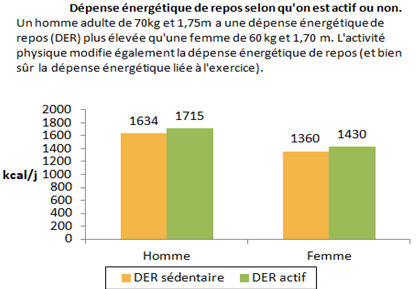 Dépense énergétique de repos selon qu'on est actif ou non.
Un homme adulte de 70kg et 1,75m a une dépense énergétique de
repos (DER) plus élevée qu'une femme de 60 kg et 1,70 m. L'activité
physique modifie également la dépense énergétique de repos (et bien
sûr la dépense énergétique liée à l'exercice).
2000
1800
1600
1400
1200
1000
800
600
400
200
0
kcal/j
1634
1715
1360
1430
Homme
Femme
DER sédentaire
DER actif